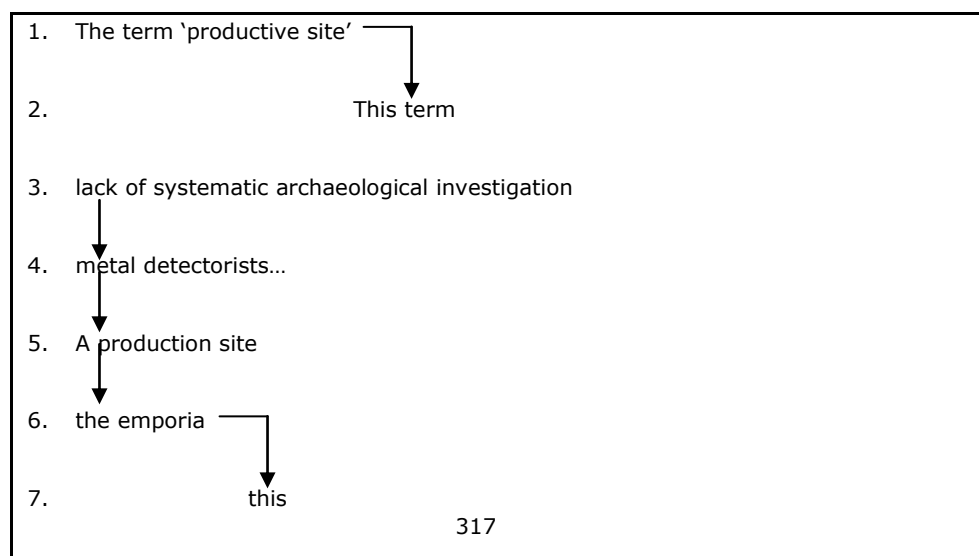 1. The term ‘productive site’
2. This term
3. lack of systematic archaeological investigation
4. metal detectorists…
5. A production site
6. the emporia
7. this
317